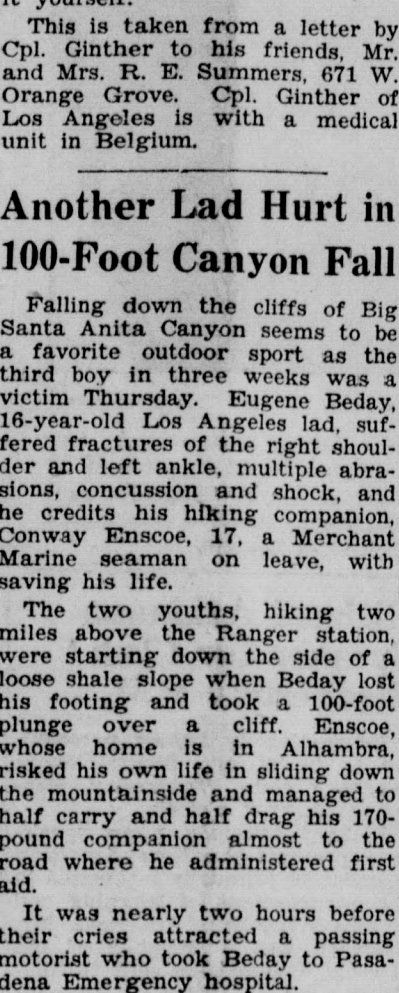 it yourself.
This is taken from a letter by
Cpl. Ginther to his friends, Mr.
and Mrs. R. E. Summers, 671 W.
Orange Grove. Cpl. Ginther of
Los Angeles is with a medical
unit in Belgium.
Another Lad Hurt in
100-Foot Canyon Fall
Falling down the cliffs of Big
Santa Anita Canyon seems to be
a favorite outdoor sport as the
third boy in three weeks was a
victim Thursday. Eugene Beday,
16-year-old Los Angeles lad, suf-
fered fractures of the right shoul-
der and left ankle, multiple abra-
sions, concussion and shock, and
he credits his hiking companion,
Conway Enscoe, 17, a Merchant
Marine seaman on leave, with
saving his life.
The two youths, hiking two
miles above the Ranger station,
were starting down the side of a
loose shale slope when Beday lost
his footing and took a 100-foot
plunge over a cliff. Enscoe,
whose home is in Alhambra,
risked his own life in sliding down
the mountainside and managed to
half carry and half drag his 170-
pound companion almost to the
road where he administered first
aid.
It was nearly two hours before
their cries attracted a passing
motorist who took Beday to Pasa-
dena Emergency hospital.